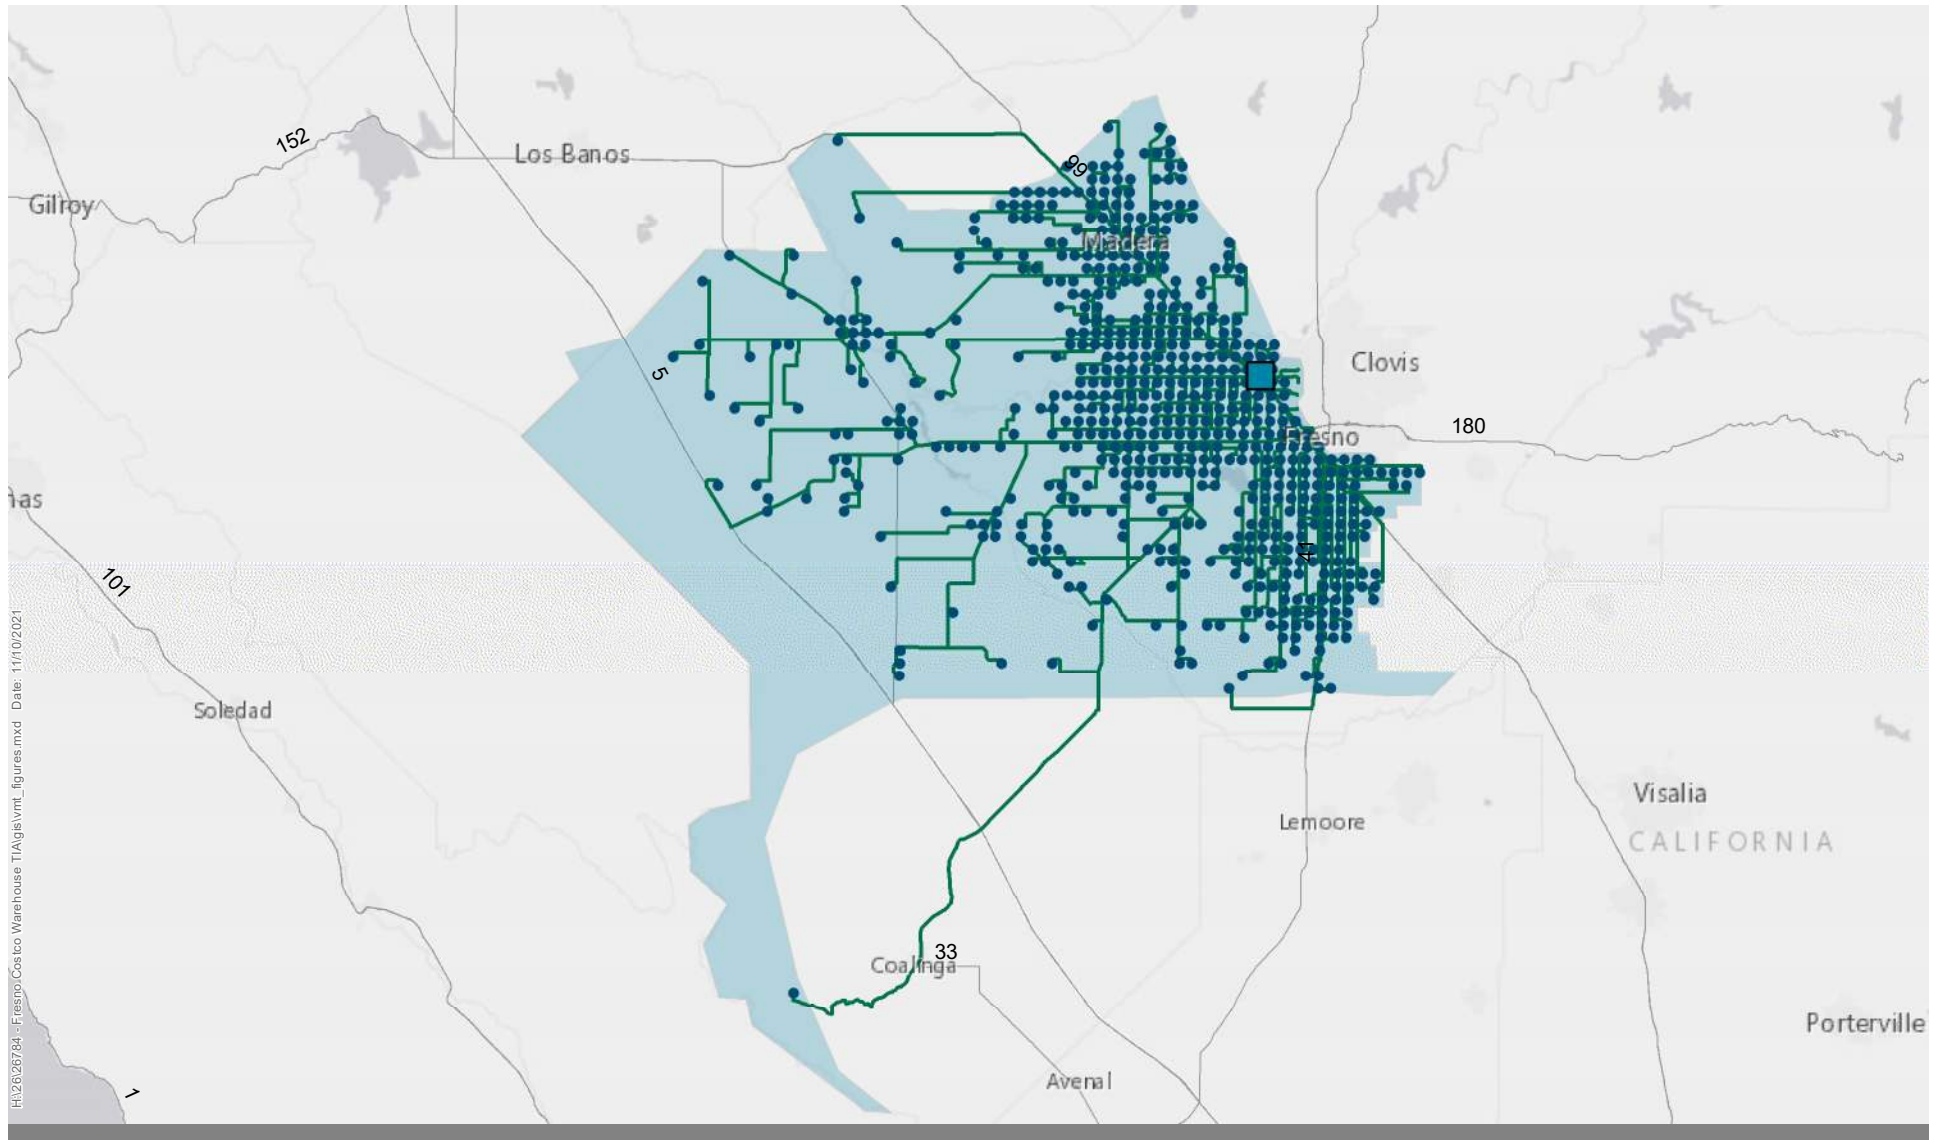 152
Los Banos
99
Gilroy
Madera
5
Clovis
180
Fresno
nas
41
101
H:\26\26784 - Fresno Costco Warehouse TIA\gis\vmt_figures.mxd Date: 11/10/2021
Soledad
Visalia
Lemoore
CALIFORNIA
33
Coalinga
Porterville
Avenal
1